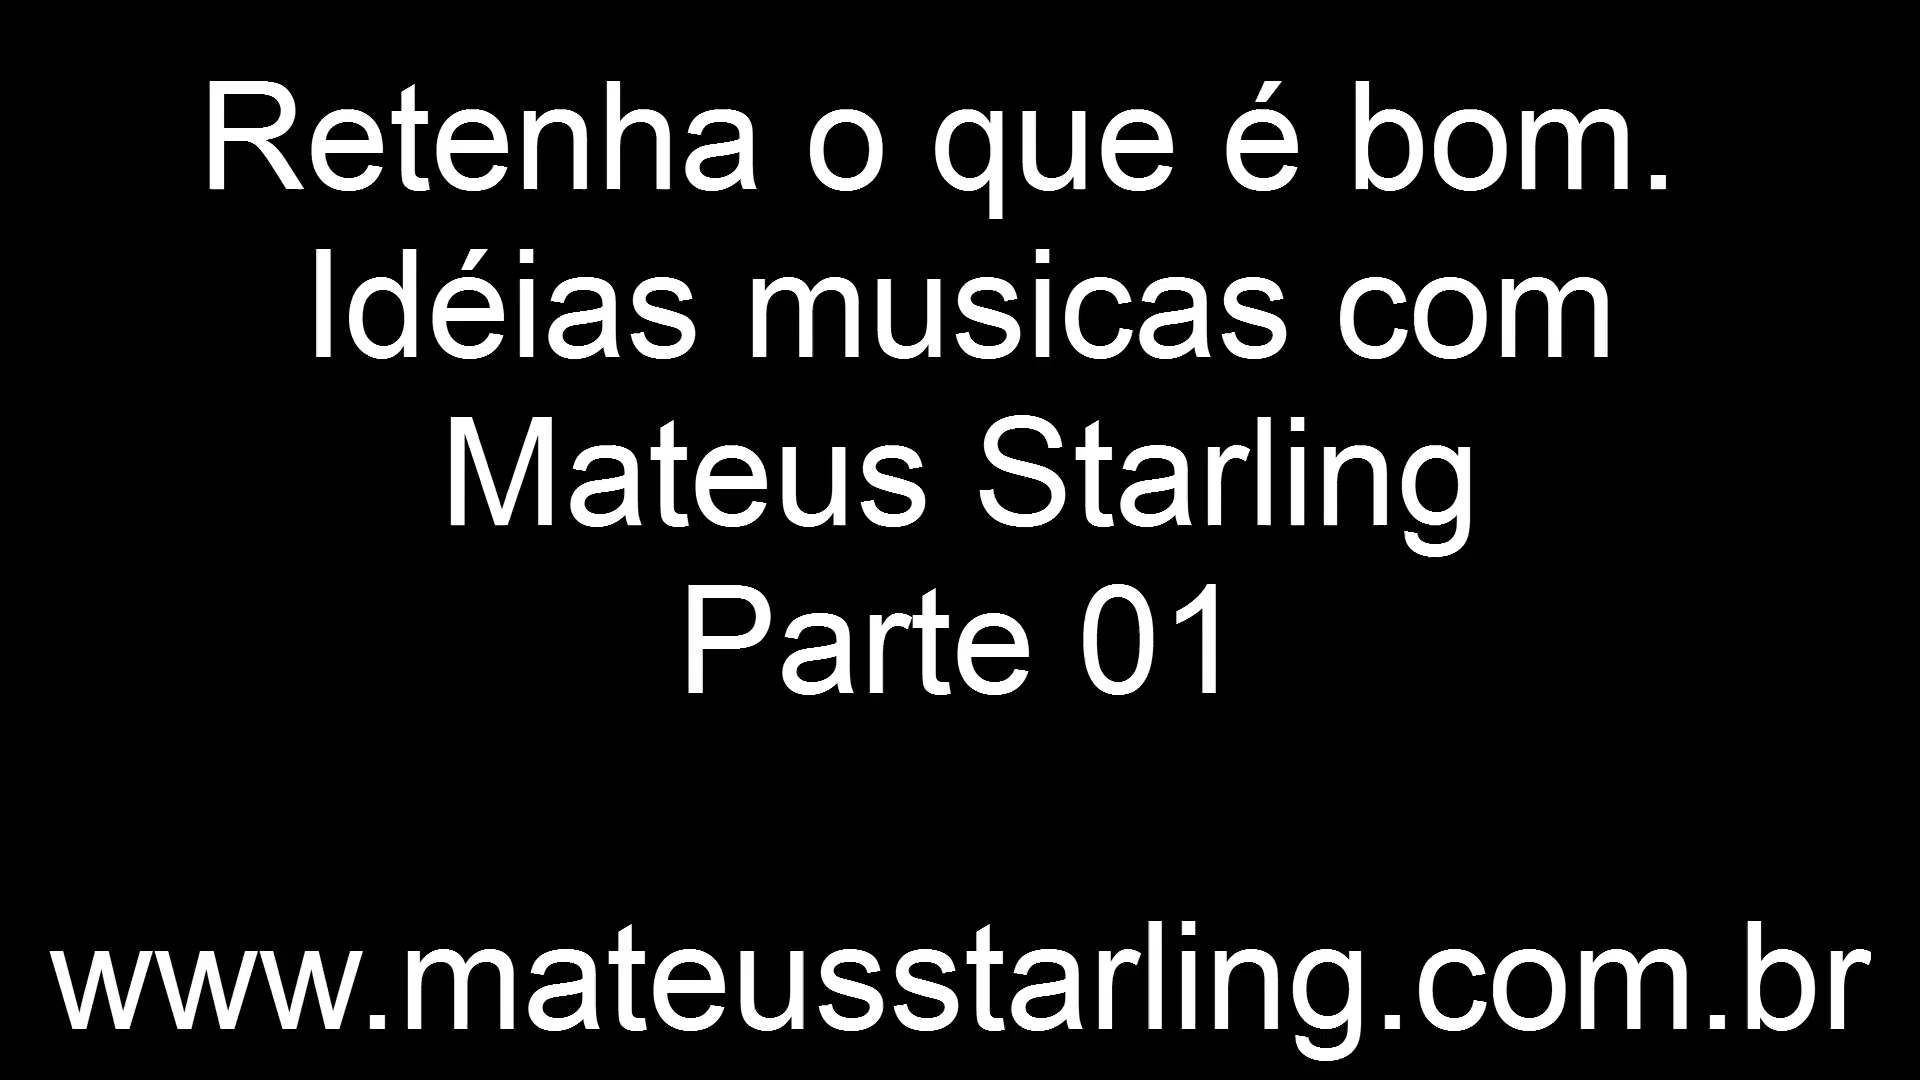 Retenha o que é bom.
Idéias musicas com
Mateus Starling
Parte 01
www.mateusstarling.com.br